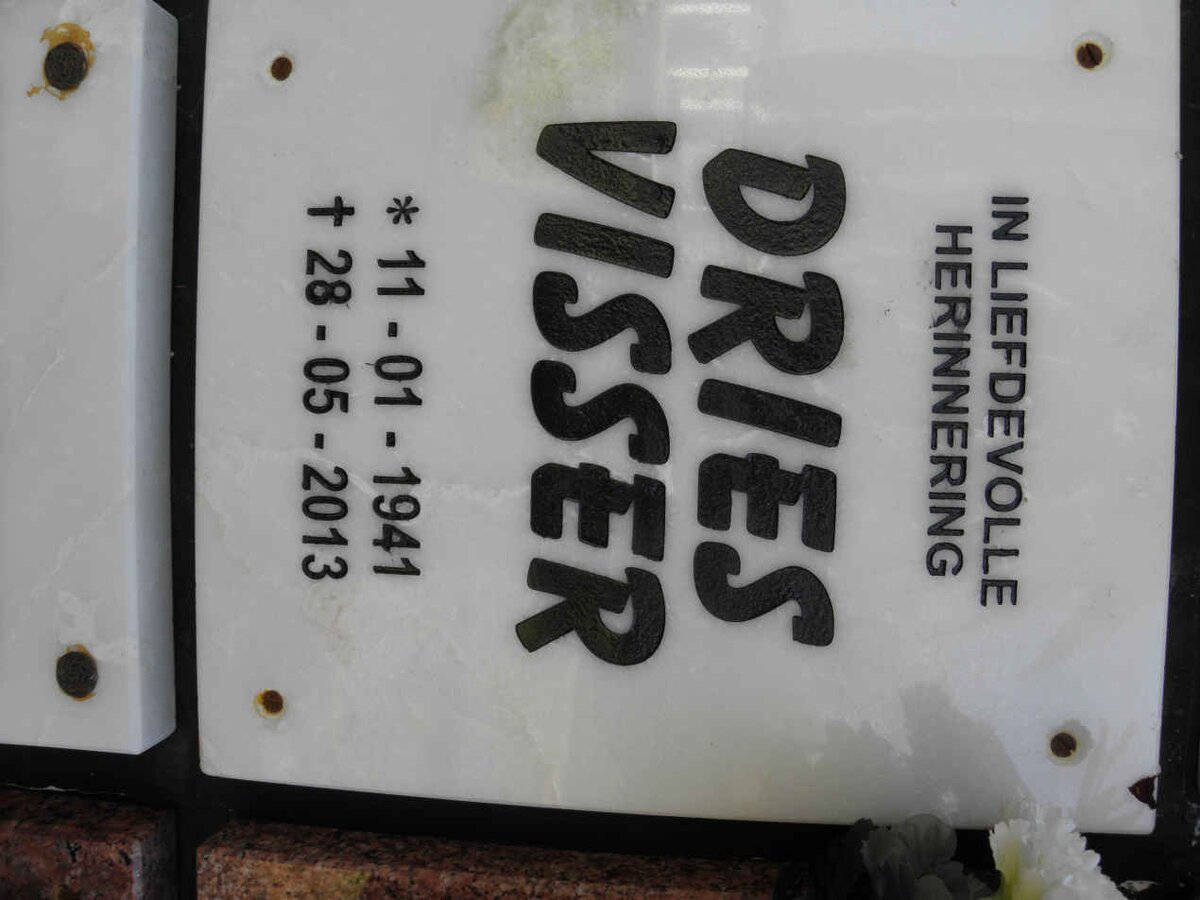 IN LIEFDEVOLLE
HERINNERING
DRIES
VISSER
* 11 - 01 - 1941
† 28 - 05 - 2013